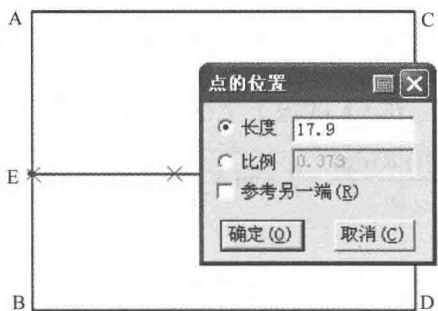 A
C
点的位置
长度 17.9
比例 0.373
参考另一端(R)
E
确定(O) 取消(C)
B
D